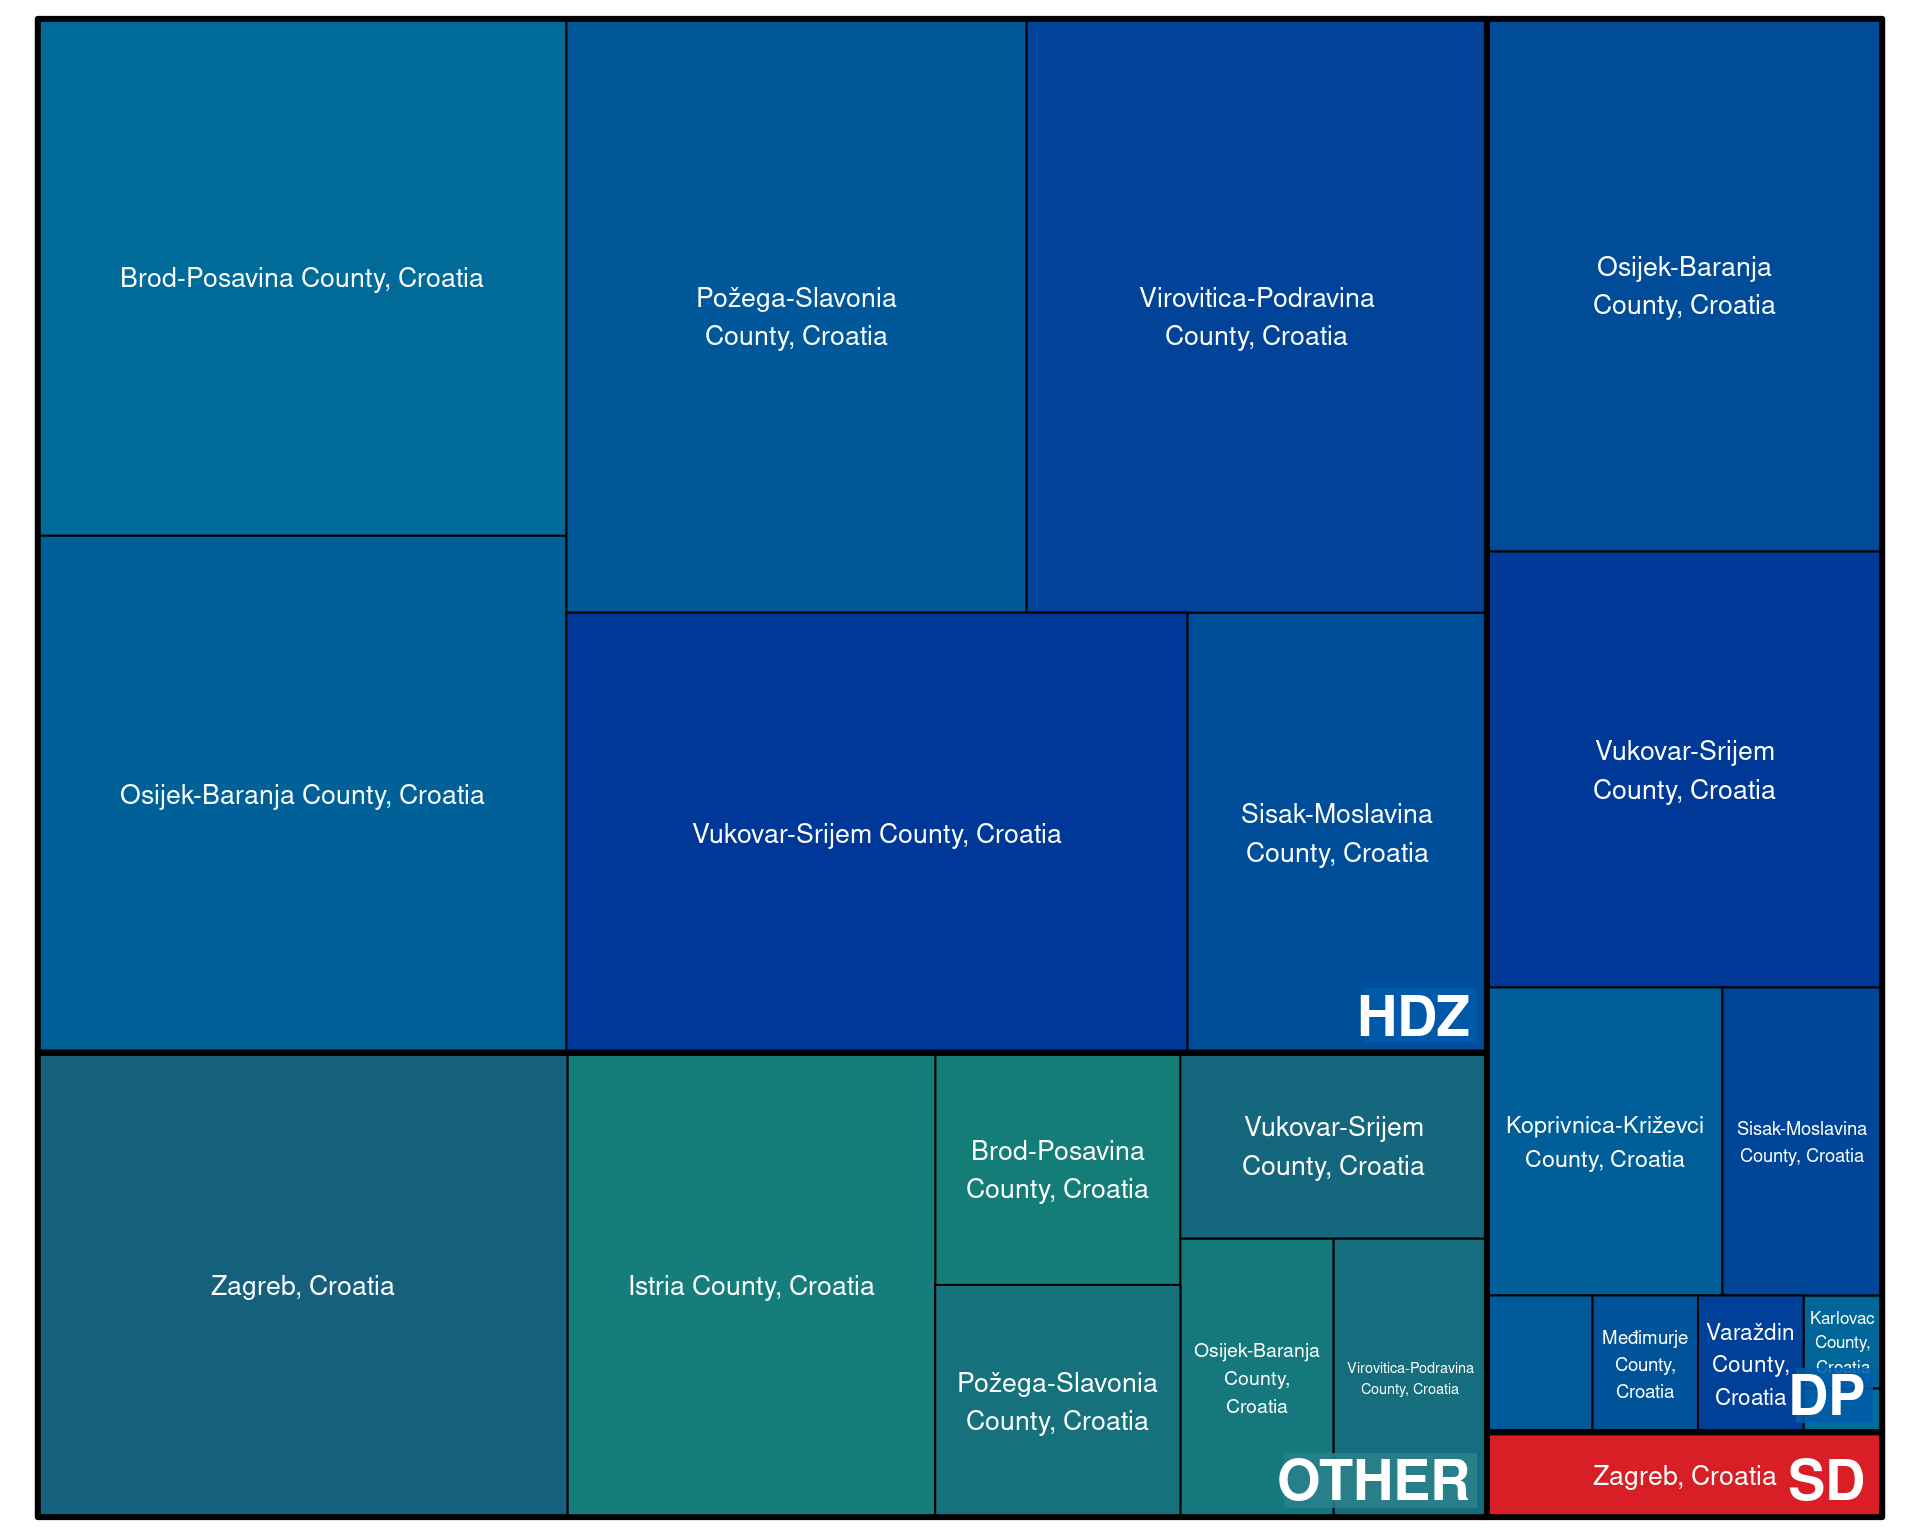 Brod-Posavina County, Croatia
Požega-Slavonia
County, Croatia
Virovitica-Podravina
County, Croatia
Osijek-Baranja
County, Croatia
Osijek-Baranja County, Croatia
Vukovar-Srijem County, Croatia
Sisak-Moslavina
County, Croatia
HDZ
Vukovar-Srijem
County, Croatia
Koprivnica-Križevci
County, Croatia
Sisak-Moslavina
County, Croatia
Međimurje
County,
Croatia
Varaždin
County,
Croatia
Karlovac
County,
Croatia
DP
Zagreb, Croatia
Istria County, Croatia
Brod-Posavina
County, Croatia
Požega-Slavonia
County, Croatia
Vukovar-Srijem
County, Croatia
Osijek-Baranja
County,
Croatia
Virovitica-Podravina
County, Croatia
OTHER
Zagreb, Croatia
SD